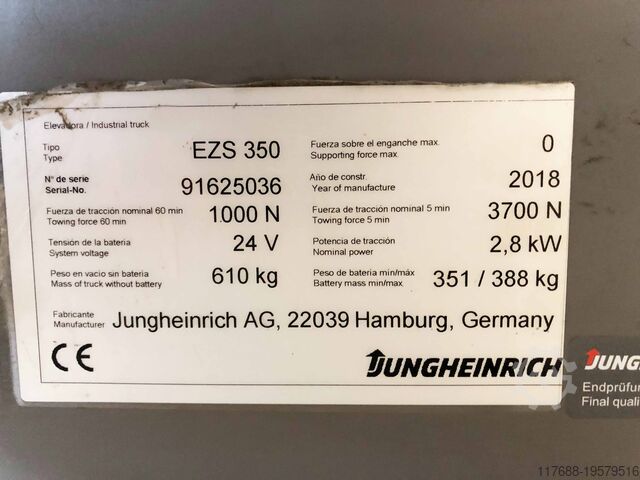 Elevadora / Industrial truck
Tipo
Type
EZS 350
Fuerza sobre el enganche max.
Supporting force max.
0
N° de serie
Serial-No.
91625036
Año de constr.
Year of manufacture
2018
Fuerza de tracción nominal 60 min
Towing force 60 min
1000 N
Fuerza de tracción nominal 5 min
Towing force 5 min
3700 N
Tensión de la bateria
System voltage
24 V
Potencia de tracción
Nominal power
2,8 kW
Peso en vacio sin bateria
Mass of truck without battery
610 kg
Peso de bateria min/máx
Battery mass min/max
351 / 388 kg
Fabricante
Manufacturer
Jungheinrich AG, 22039 Hamburg, Germany
CE
JUNGHEINRICH
JUNGH
Endprüfun
Final quali
117688-19579516